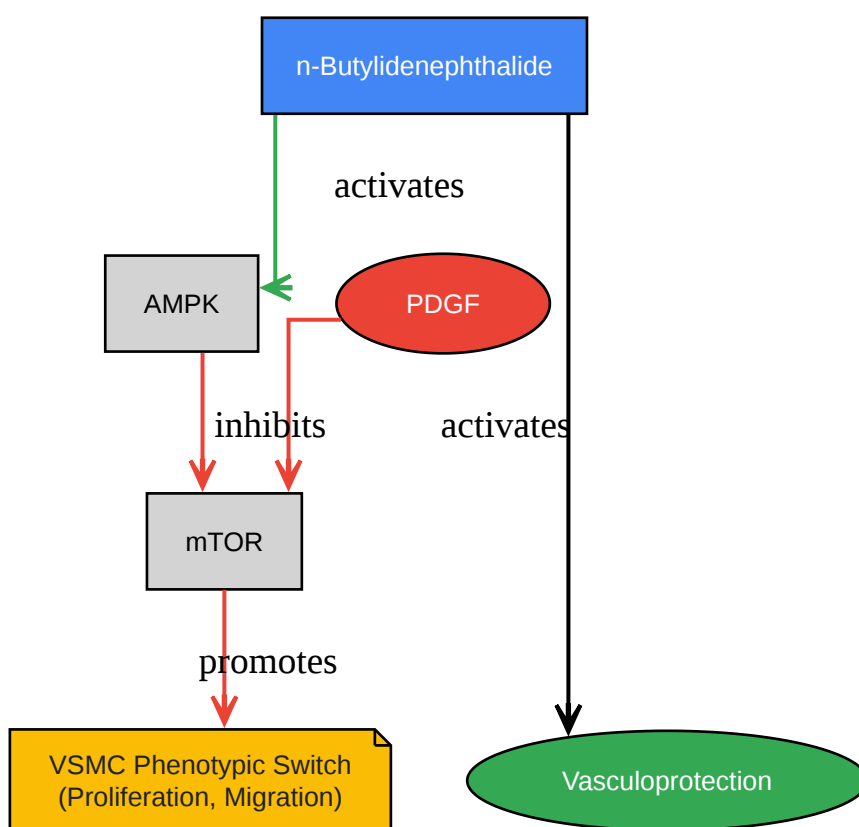 n-Butylidenephthalide
activates
AMPK
PDGF
inhibits
activates
mTOR
promotes
VSMC Phenotypic Switch
(Proliferation, Migration)
Vasculoprotection